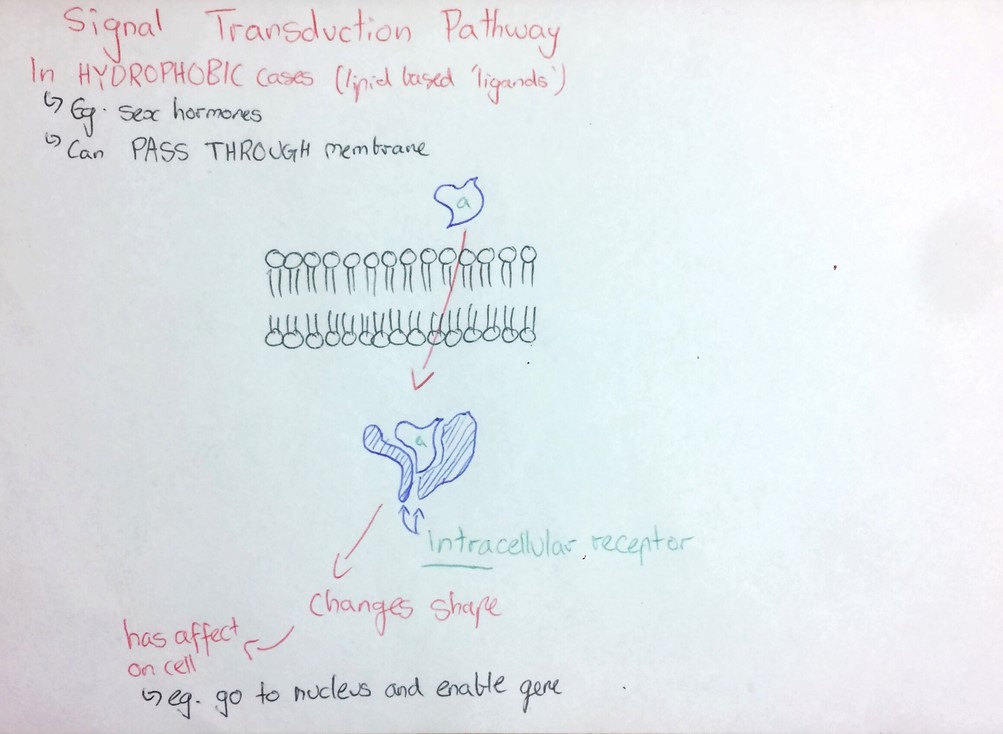 Signal Transduction Pathway
In HYDROPHOBIC cases (lipid based 'ligands')
↳ Eg. sex hormones
↳ Can PASS THROUGH membrane
a
a
intracellular receptor
Changes shape
has affect
on cell
↳ eg. go to nucleus and enable gene